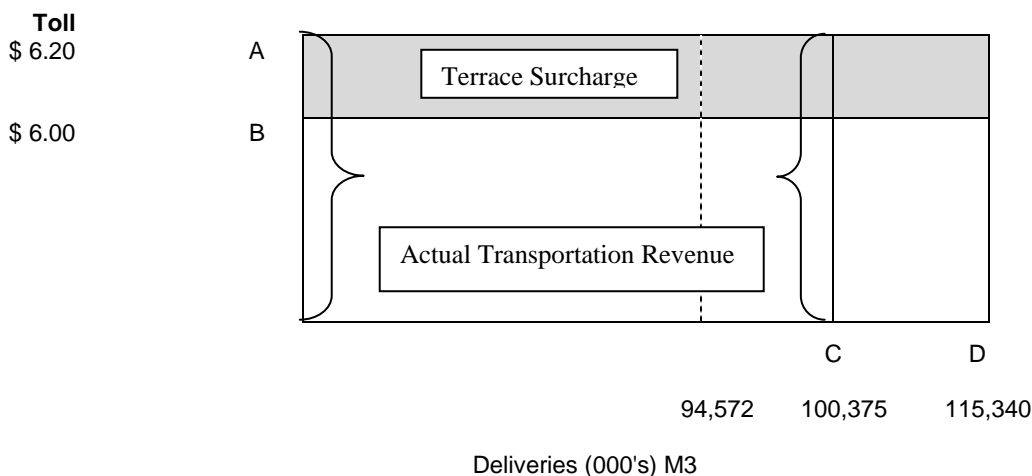 Toll
$ 6.20 A
Terrace Surcharge
$ 6.00 B
Actual Transportation Revenue
C D
94,572 100,375 115,340
Deliveries (000's) M3